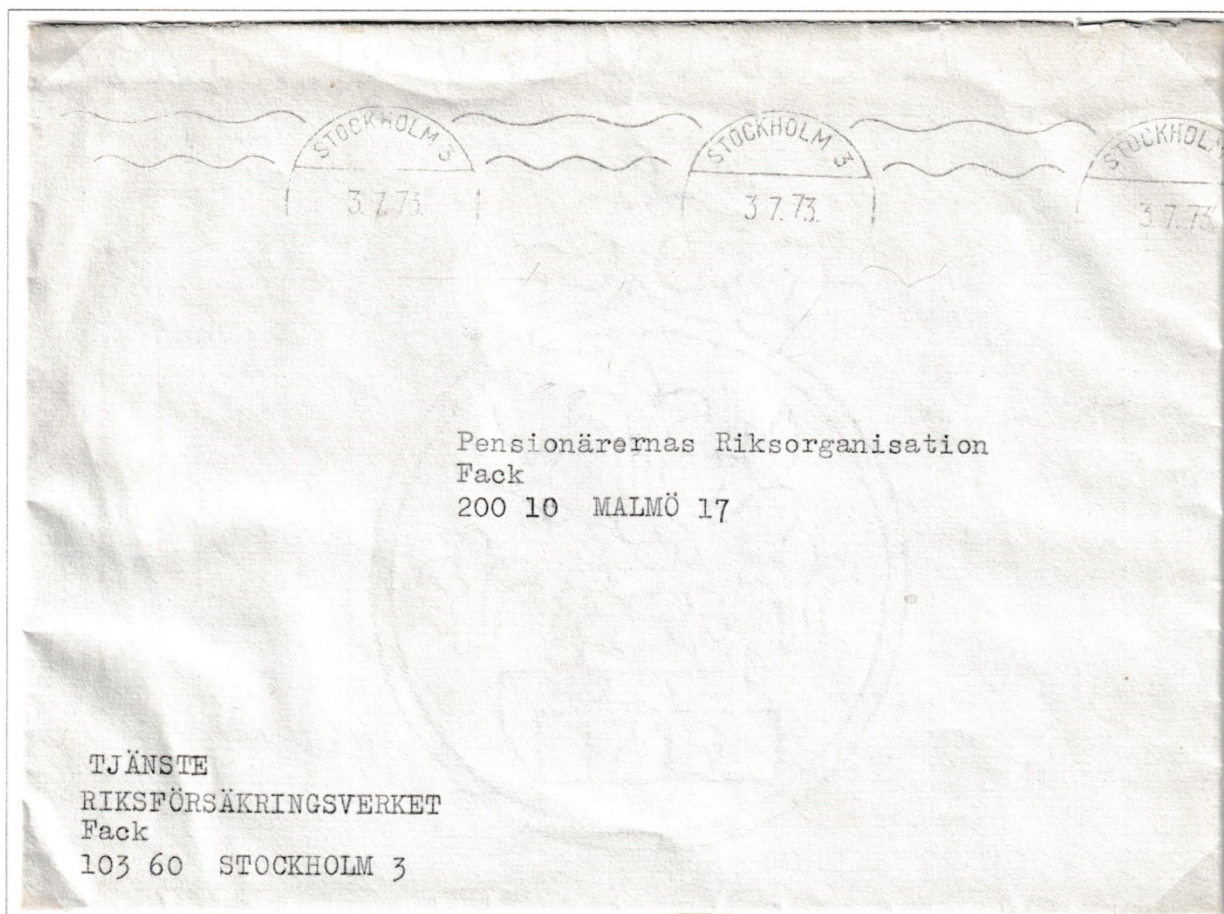 STOCKHOLM 3
3.7.73.
STOCKHOLM 3
3 7. 73.
STOCKHOL
3.7.73
Pensionärernas Riksorganisation
Fack
200 10 MALMÖ 17
TJÄNSTE
RIKSFÖRSÄKRINGSVERKET
Fack
103 60 STOCKHOLM 3